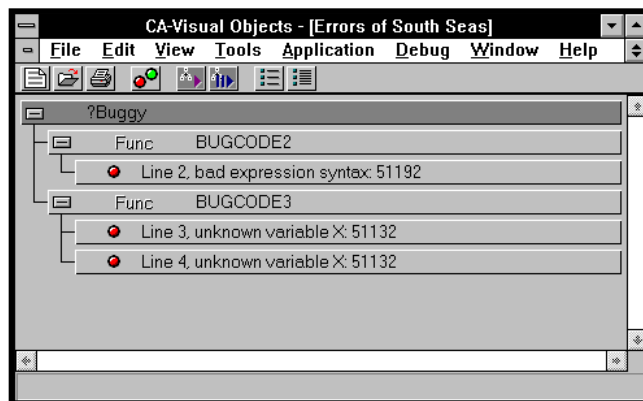 CA-Visual Objects - [Errors of South Seas]
File Edit View Tools Application Debug Window Help
?Buggy
Func BUGCODE2
Line 2, bad expression syntax: 51192
Func BUGCODE3
Line 3, unknown variable X: 51132
Line 4, unknown variable X: 51132